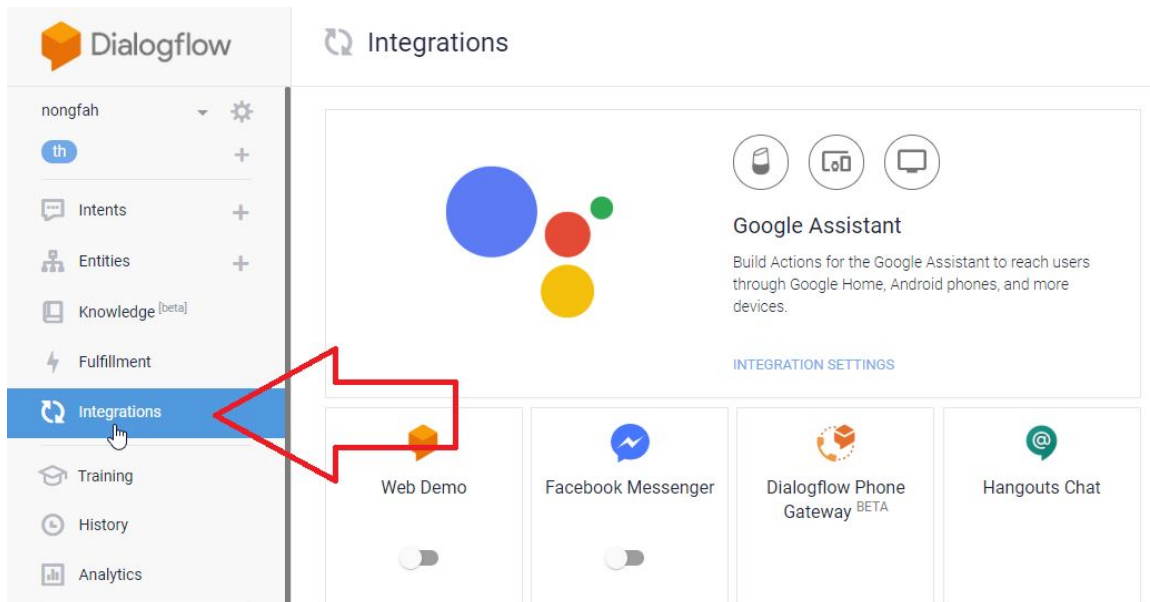 Dialogflow
Integrations
nongfah
th
Intents
Entities
Knowledge [beta]
Fulfillment
Integrations
Training
History
Analytics
Google Assistant
Build Actions for the Google Assistant to reach users
through Google Home, Android phones, and more
devices.
INTEGRATION SETTINGS
Web Demo
Facebook Messenger
Dialogflow Phone
Gateway BETA
Hangouts Chat